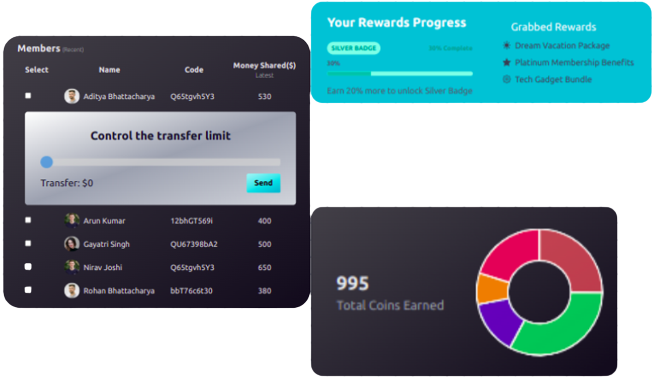 Members (Recent)
Select Name Code Money Shared($)
Latest
Aditya Bhattacharya Q65tgvh5Y3 530
Control the transfer limit
Transfer: $0 Send
Arun Kumar 12bhGT569i 400
Gayatri Singh QU67398bA2 500
Nirav Joshi Q65tgvh5Y3 650
Rohan Bhattacharya bbT76c6t30 380
Your Rewards Progress
SILVER BADGE 30% Complete
30%
Earn 20% more to unlock Silver Badge
Grabbed Rewards
Dream Vacation Package
Platinum Membership Benefits
Tech Gadget Bundle
995
Total Coins Earned